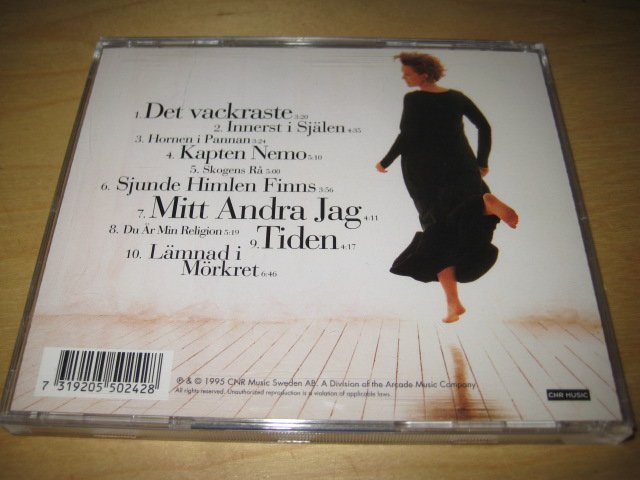 1. Det vackraste 3:20
2. Innerst i Själen 4:35
3. Hornen i Pannan 3:24
4. Kapten Nemo 5:10
5. Skogens Rå 5.00
6. Sjunde Himlen Finns 3:56
7. Mitt Andra Jag 4:11
8. Du Är Min Religion 5:19
9. Tiden 4:17
10. Lämnad i
Mörkret 6:46
7 319205 502428
℗ & © 1995 CNR Music Sweden AB. A Division of the Arcade Music Company.
All rights reserved. Unauthorized reproduction is a violation of applicable laws.
CNR MUSIC